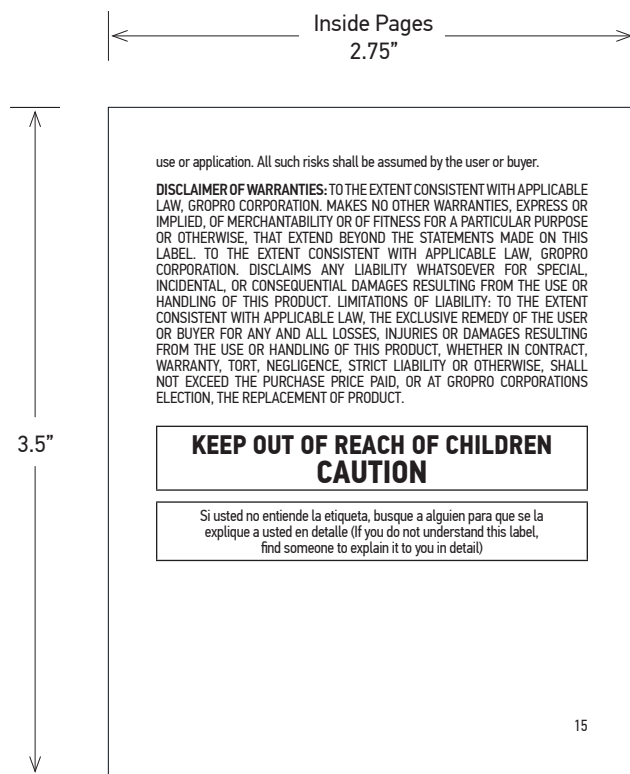 Inside Pages
2.75”
3.5”
use or application. All such risks shall be assumed by the user or buyer.
DISCLAIMER OF WARRANTIES: TO THE EXTENT CONSISTENT WITH APPLICABLE
LAW, GROPRO CORPORATION. MAKES NO OTHER WARRANTIES, EXPRESS OR
IMPLIED, OF MERCHANTABILITY OR OF FITNESS FOR A PARTICULAR PURPOSE
OR OTHERWISE, THAT EXTEND BEYOND THE STATEMENTS MADE ON THIS
LABEL. TO THE EXTENT CONSISTENT WITH APPLICABLE LAW, GROPRO
CORPORATION. DISCLAIMS ANY LIABILITY WHATSOEVER FOR SPECIAL,
INCIDENTAL, OR CONSEQUENTIAL DAMAGES RESULTING FROM THE USE OR
HANDLING OF THIS PRODUCT. LIMITATIONS OF LIABILITY: TO THE EXTENT
CONSISTENT WITH APPLICABLE LAW, THE EXCLUSIVE REMEDY OF THE USER
OR BUYER FOR ANY AND ALL LOSSES, INJURIES OR DAMAGES RESULTING
FROM THE USE OR HANDLING OF THIS PRODUCT, WHETHER IN CONTRACT,
WARRANTY, TORT, NEGLIGENCE, STRICT LIABILITY OR OTHERWISE, SHALL
NOT EXCEED THE PURCHASE PRICE PAID, OR AT GROPRO CORPORATIONS
ELECTION, THE REPLACEMENT OF PRODUCT.
KEEP OUT OF REACH OF CHILDREN
CAUTION
Si usted no entiende la etiqueta, busque a alguien para que se la
explique a usted en detalle (If you do not understand this label,
find someone to explain it to you in detail)
15